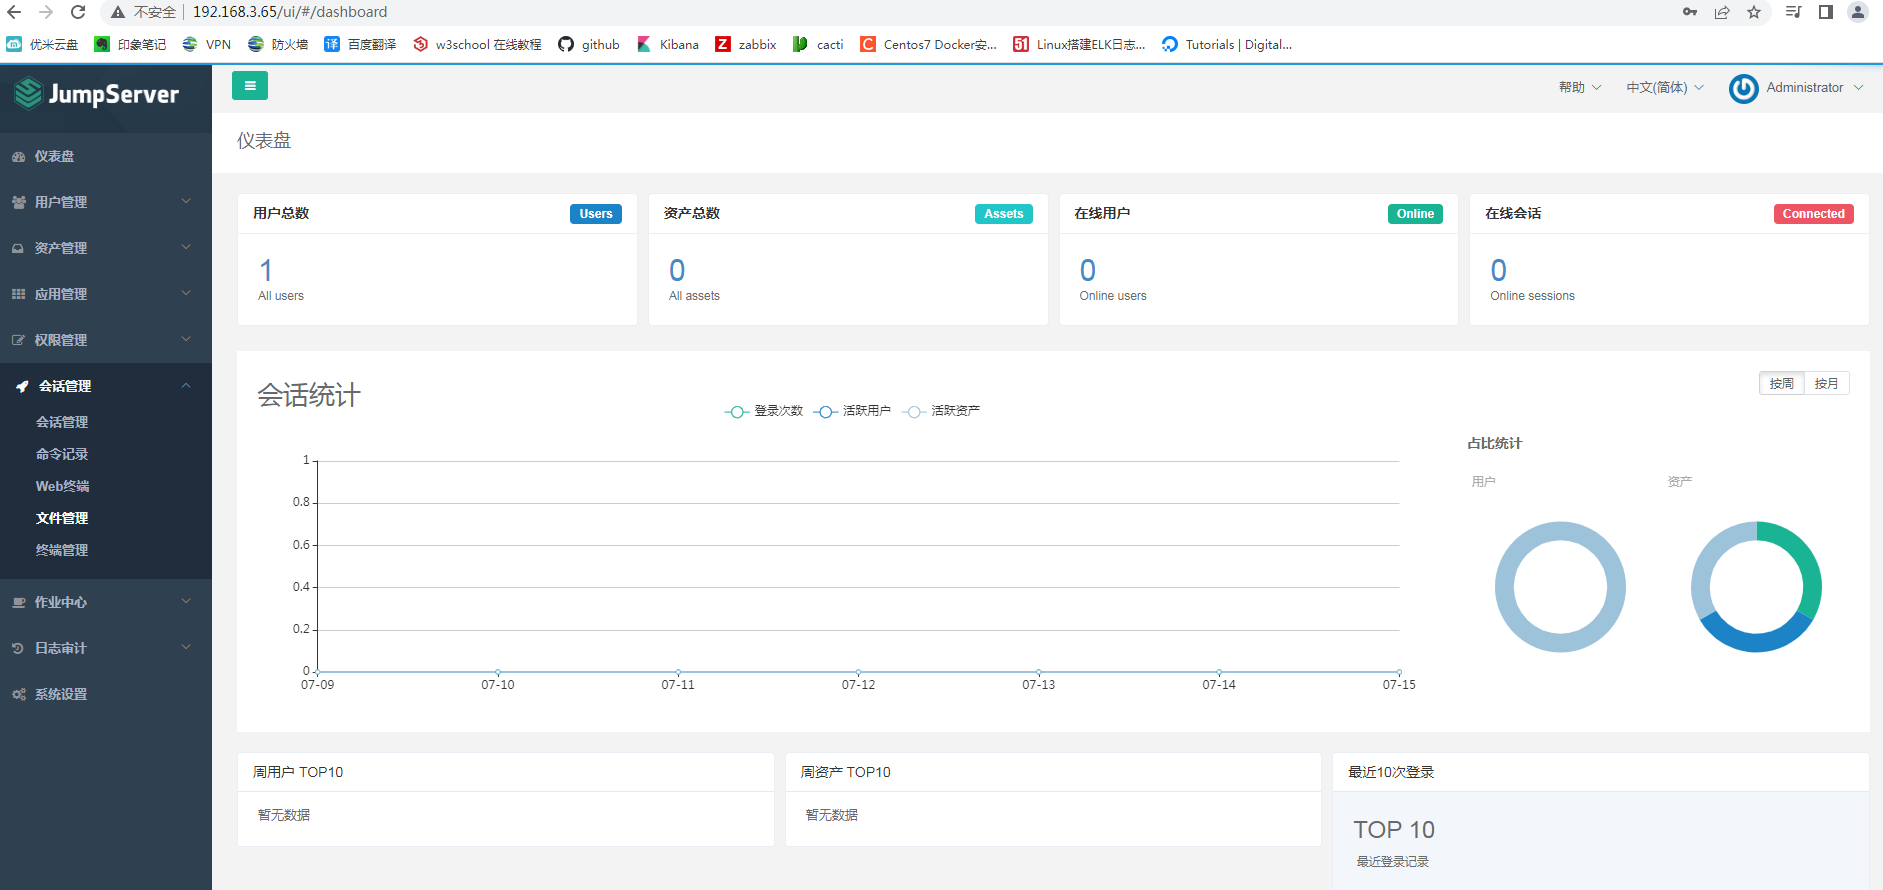 不安全 192.168.3.65/ui/#/dashboard
优米云盘 印象笔记 VPN 防火墙 译 百度翻译 w3school 在线教程 github Kibana Z zabbix cacti C Centos7 Docker安... 51 Linux搭建ELK日志... Tutorials | Digital...
JumpServer
帮助 中文(简体) Administrator
仪表盘
仪表盘
用户管理
资产管理
应用管理
权限管理
会话管理
会话管理
命令记录
Web终端
文件管理
终端管理
作业中心
日志审计
系统设置
用户总数 Users
1
All users
资产总数 Assets
0
All assets
在线用户 Online
0
Online users
在线会话 Connected
0
Online sessions
会话统计
按周 按月
登录次数 活跃用户 活跃资产
1
0.8
0.6
0.4
0.2
0
07-09 07-10 07-11 07-12 07-13 07-14 07-15
占比统计
用户 资产
周用户 TOP10
暂无数据
周资产 TOP10
暂无数据
最近10次登录
TOP 10
最近登录记录